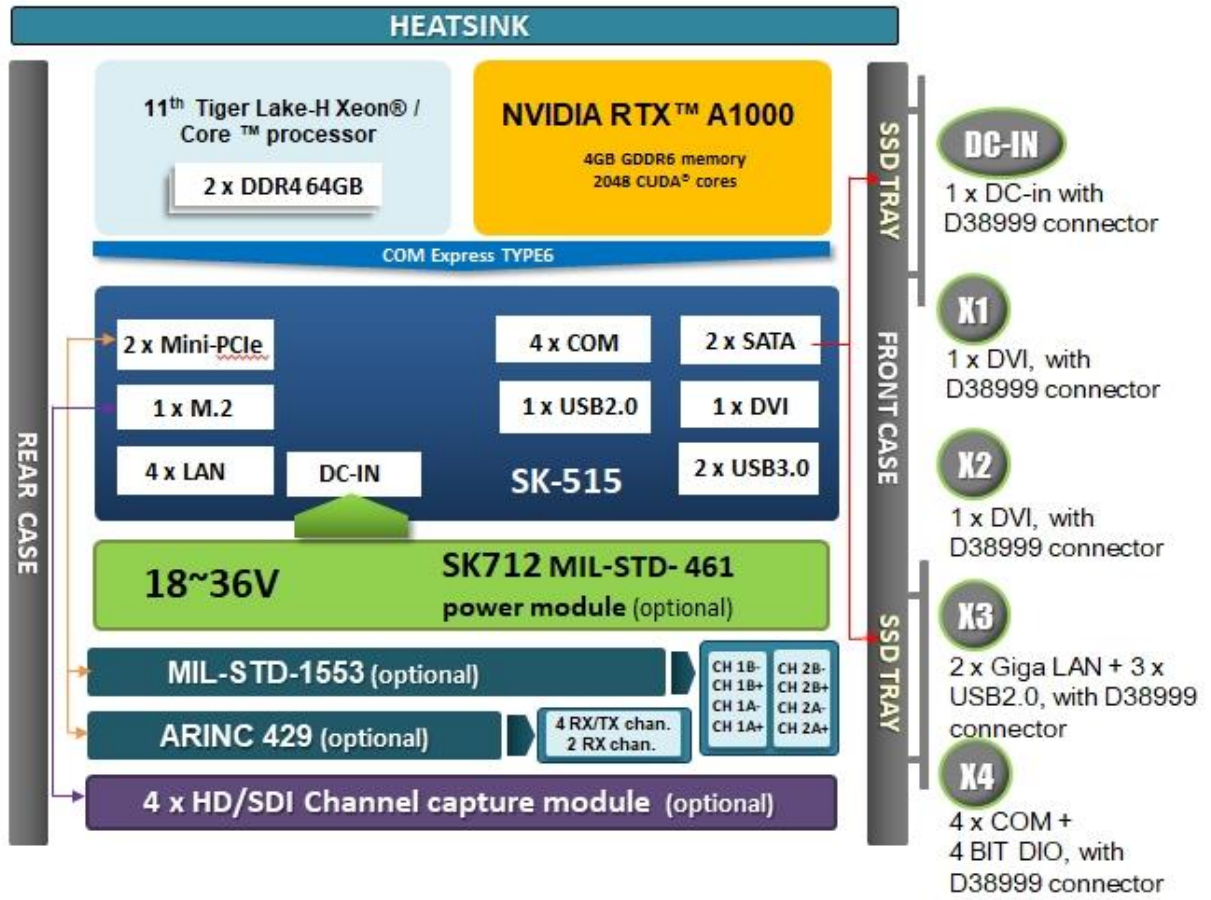 HEATSINK
11th Tiger Lake-H Xeon® /
Core ™ processor
2 x DDR4 64GB
NVIDIA RTX™ A1000
4GB GDDR6 memory
2048 CUDA® cores
COM Express TYPE6
2 x Mini-PCIe
1 x M.2
4 x LAN
DC-IN
4 x COM
1 x USB2.0
SK-515
2 x SATA
1 x DVI
2 x USB3.0
18~36V
SK712 MIL-STD- 461
power module (optional)
MIL-STD-1553 (optional)
CH 1B-
CH 1B+
CH 1A-
CH 1A+
CH 2B-
CH 2B+
CH 2A-
CH 2A+
ARINC 429 (optional)
4 RX/TX chan.
2 RX chan.
4 x HD/SDI Channel capture module (optional)
REAR CASE
SSD TRAY
FRONT CASE
SSD TRAY
DC-IN
1 x DC-in with
D38999 connector
X1
1 x DVI, with
D38999 connector
X2
1 x DVI, with
D38999 connector
X3
2 x Giga LAN + 3 x
USB2.0, with D38999
connector
X4
4 x COM +
4 BIT DIO, with
D38999 connector